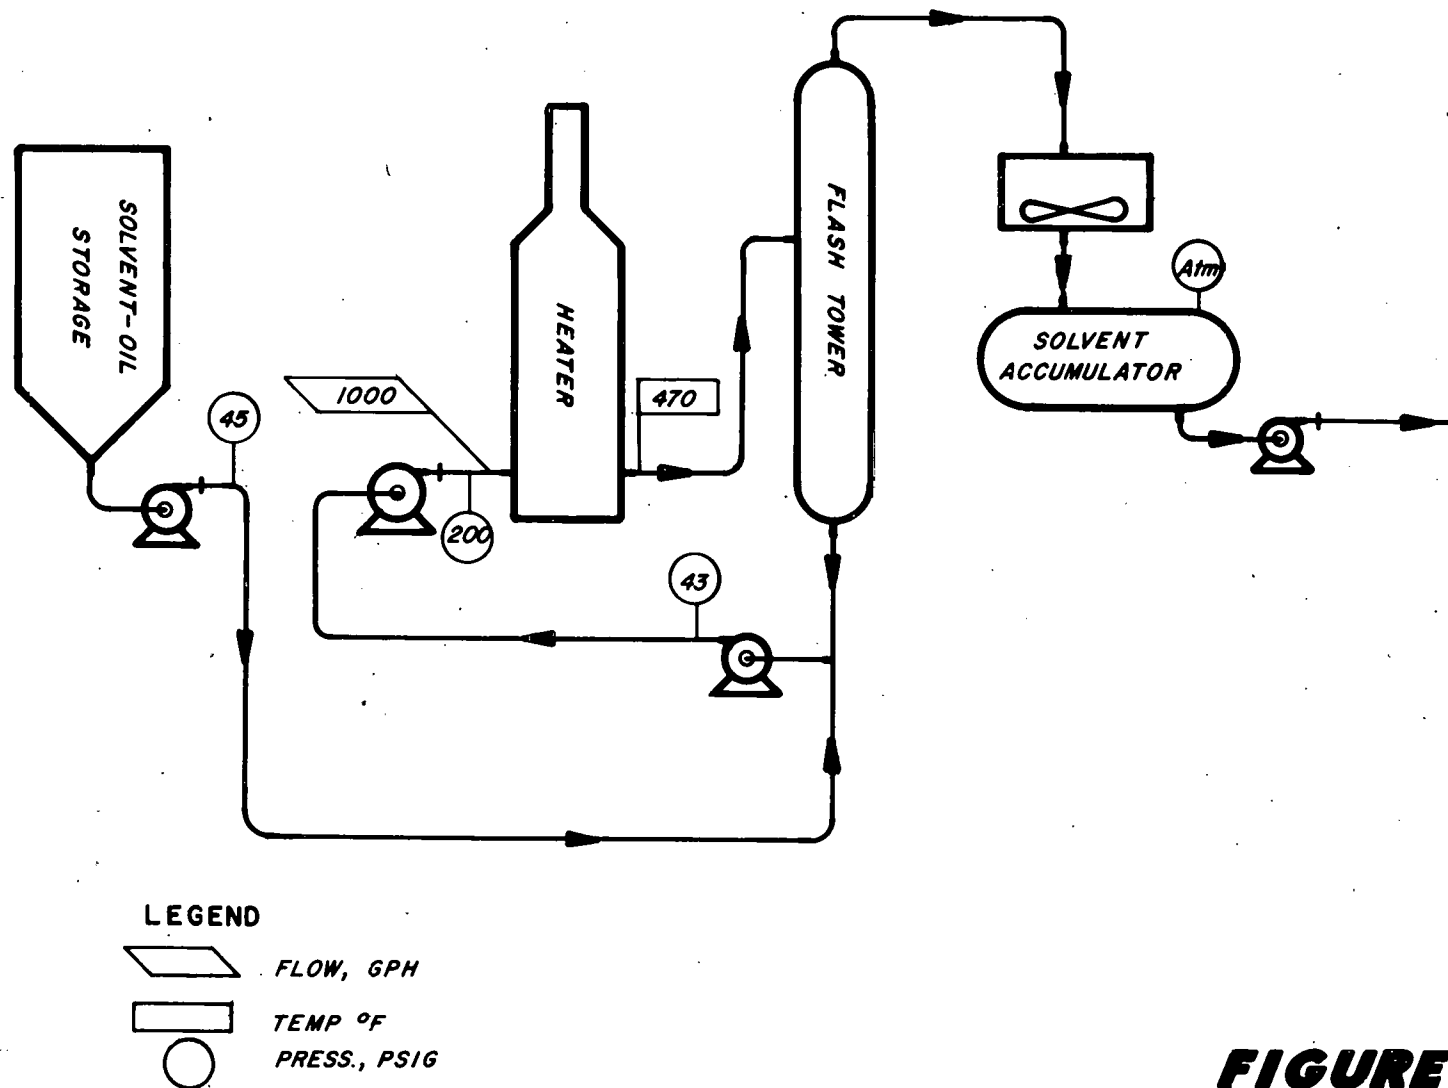 SOLVENT-OIL
STORAGE
HEATER
FLASH TOWER
Atm
SOLVENT
ACCUMULATOR
1000
470
45
200
43
LEGEND
FLOW, GPH
TEMP °F
PRESS., PSIG
FIGURE